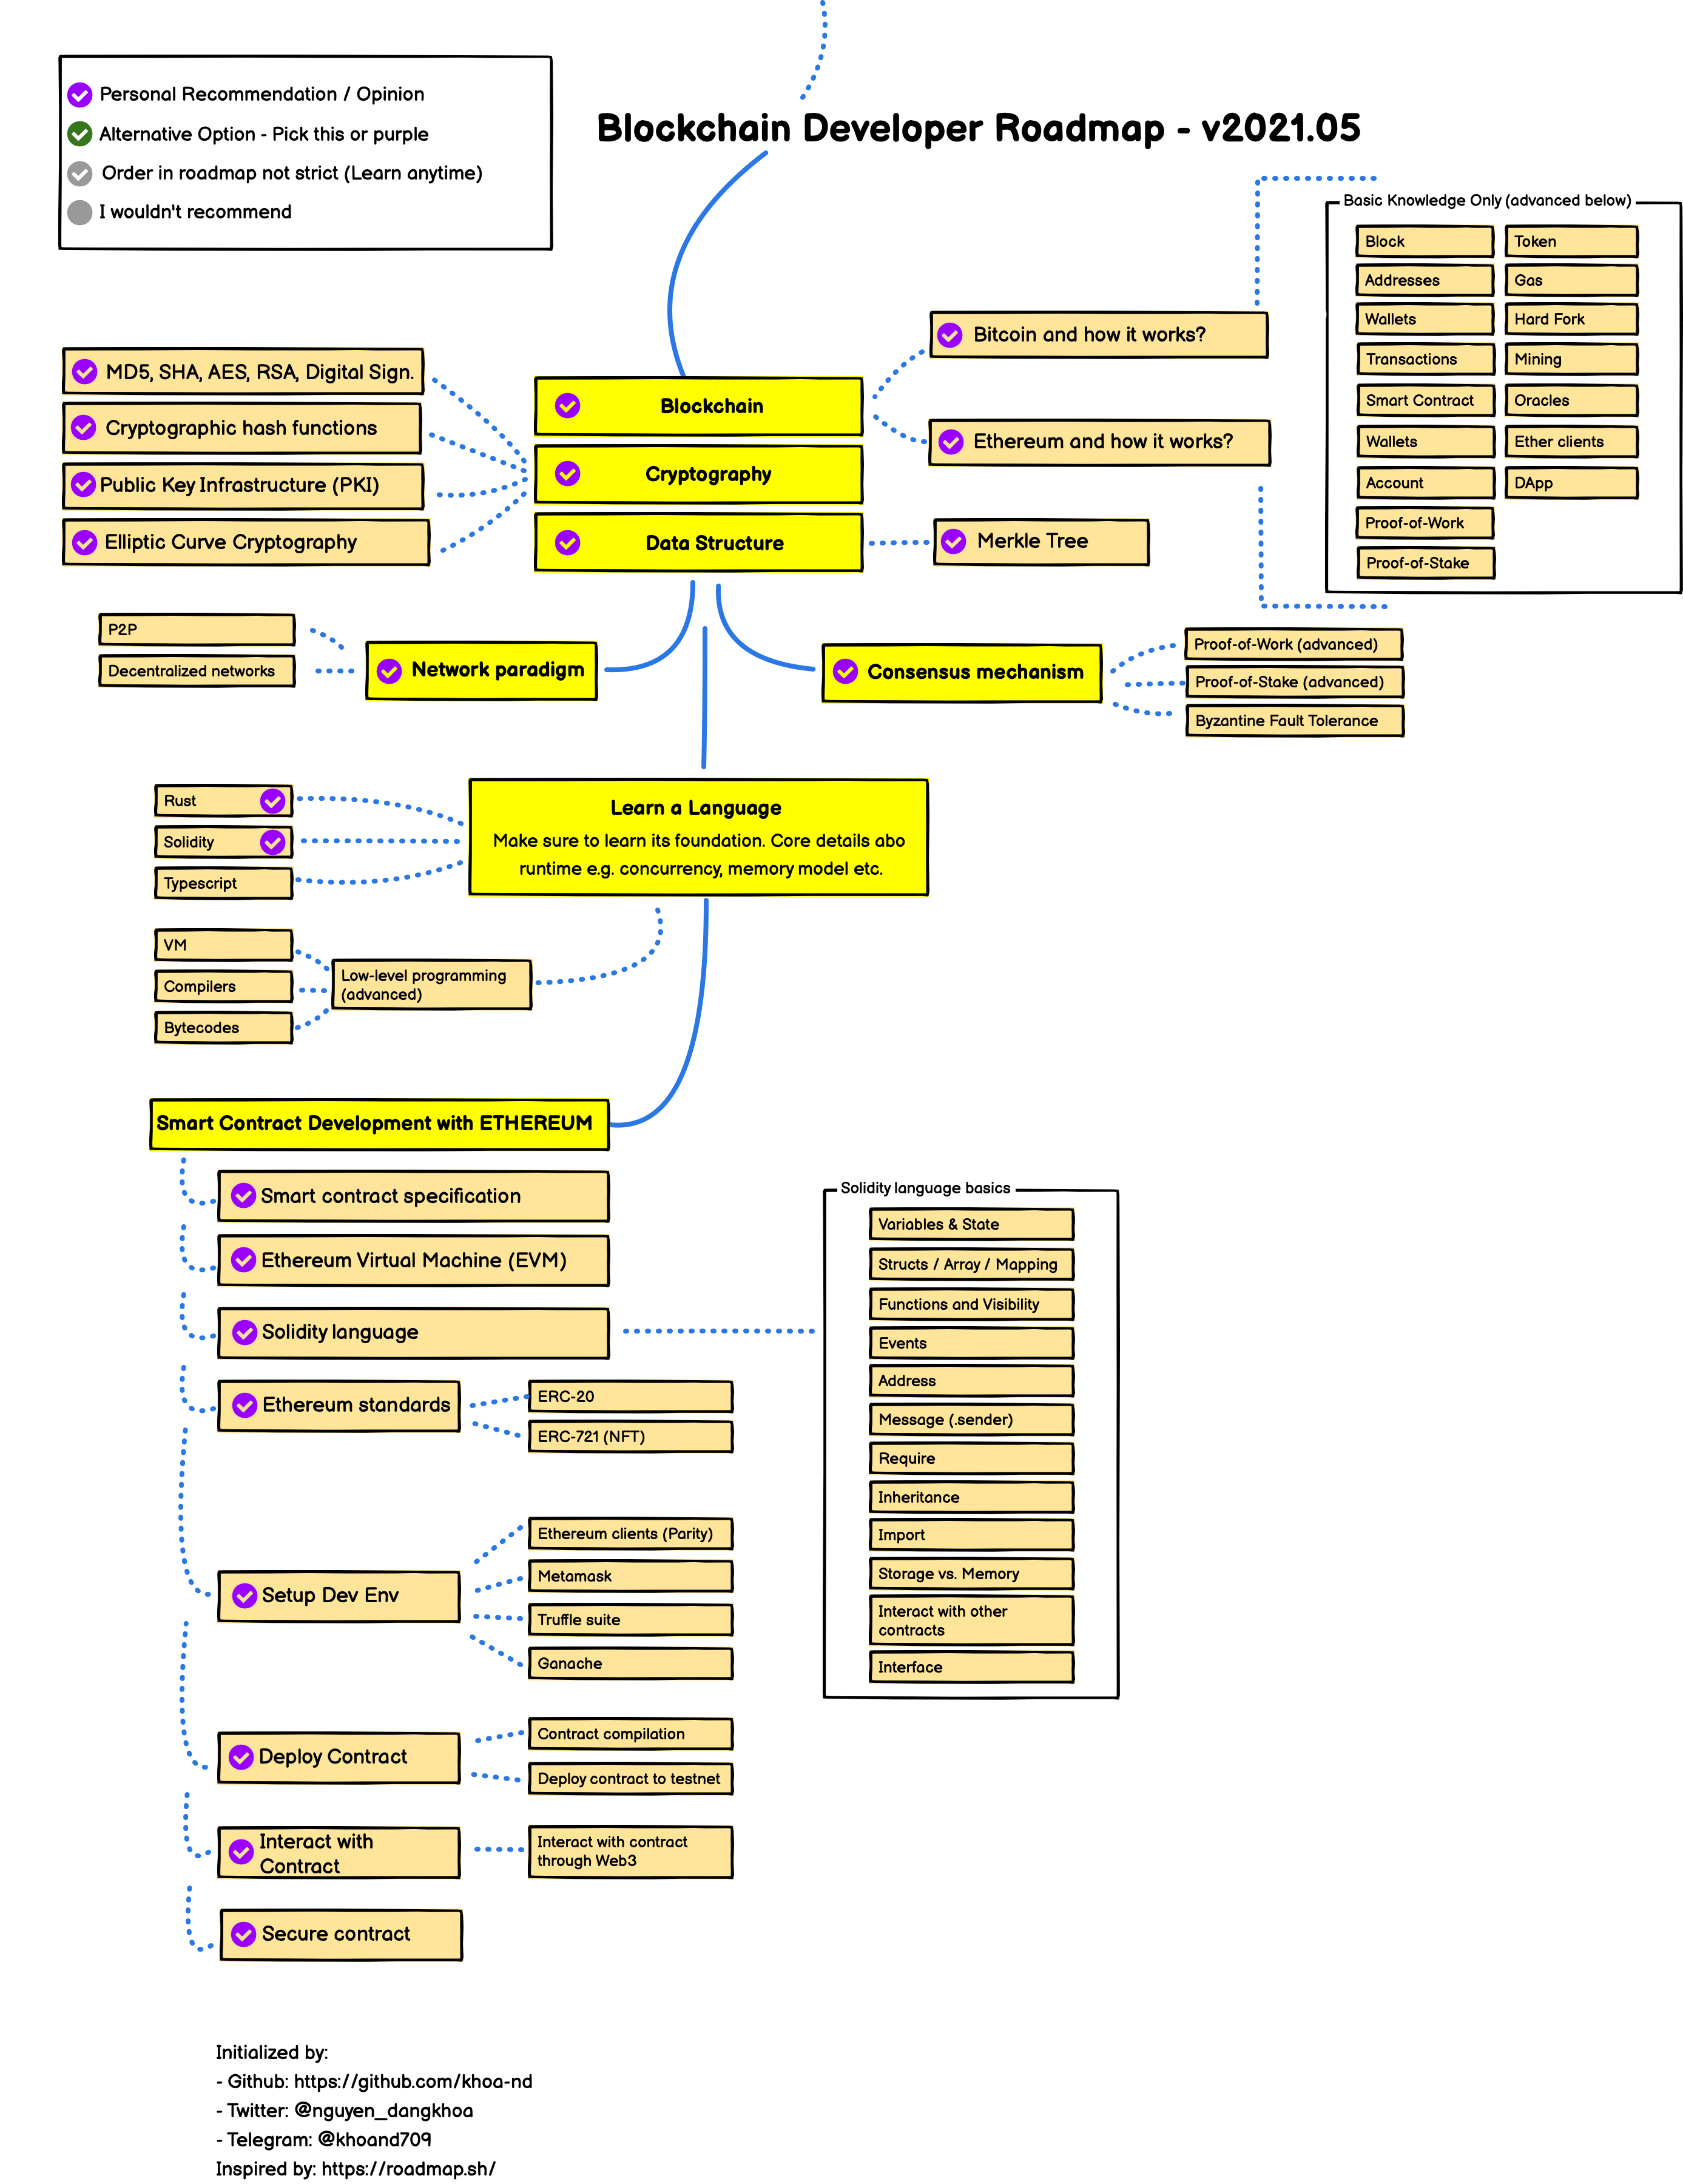 Personal Recommendation / Opinion
Alternative Option - Pick this or purple
Order in roadmap not strict (Learn anytime)
I wouldn't recommend
Blockchain Developer Roadmap - v2021.05
Basic Knowledge Only (advanced below)
Block
Token
Addresses
Gas
Wallets
Hard Fork
Transactions
Mining
Smart Contract
Oracles
Wallets
Ether clients
Account
DApp
Proof-of-Work
Proof-of-Stake
Bitcoin and how it works?
Ethereum and how it works?
Blockchain
Cryptography
Data Structure
Merkle Tree
MD5, SHA, AES, RSA, Digital Sign.
Cryptographic hash functions
Public Key Infrastructure (PKI)
Elliptic Curve Cryptography
P2P
Decentralized networks
Network paradigm
Consensus mechanism
Proof-of-Work (advanced)
Proof-of-Stake (advanced)
Byzantine Fault Tolerance
Learn a Language
Make sure to learn its foundation. Core details abo
runtime e.g. concurrency, memory model etc.
Rust
Solidity
Typescript
VM
Compilers
Bytecodes
Low-level programming
(advanced)
Smart Contract Development with ETHEREUM
Smart contract specification
Ethereum Virtual Machine (EVM)
Solidity language
Solidity language basics
Variables & State
Structs / Array / Mapping
Functions and Visibility
Events
Address
Message (.sender)
Require
Inheritance
Import
Storage vs. Memory
Interact with other
contracts
Interface
Ethereum standards
ERC-20
ERC-721 (NFT)
Setup Dev Env
Ethereum clients (Parity)
Metamask
Truffle suite
Ganache
Deploy Contract
Contract compilation
Deploy contract to testnet
Interact with
Contract
Interact with contract
through Web3
Secure contract
Initialized by:
- Github: https://github.com/khoa-nd
- Twitter: @nguyen_dangkhoa
- Telegram: @khoand709
Inspired by: https://roadmap.sh/